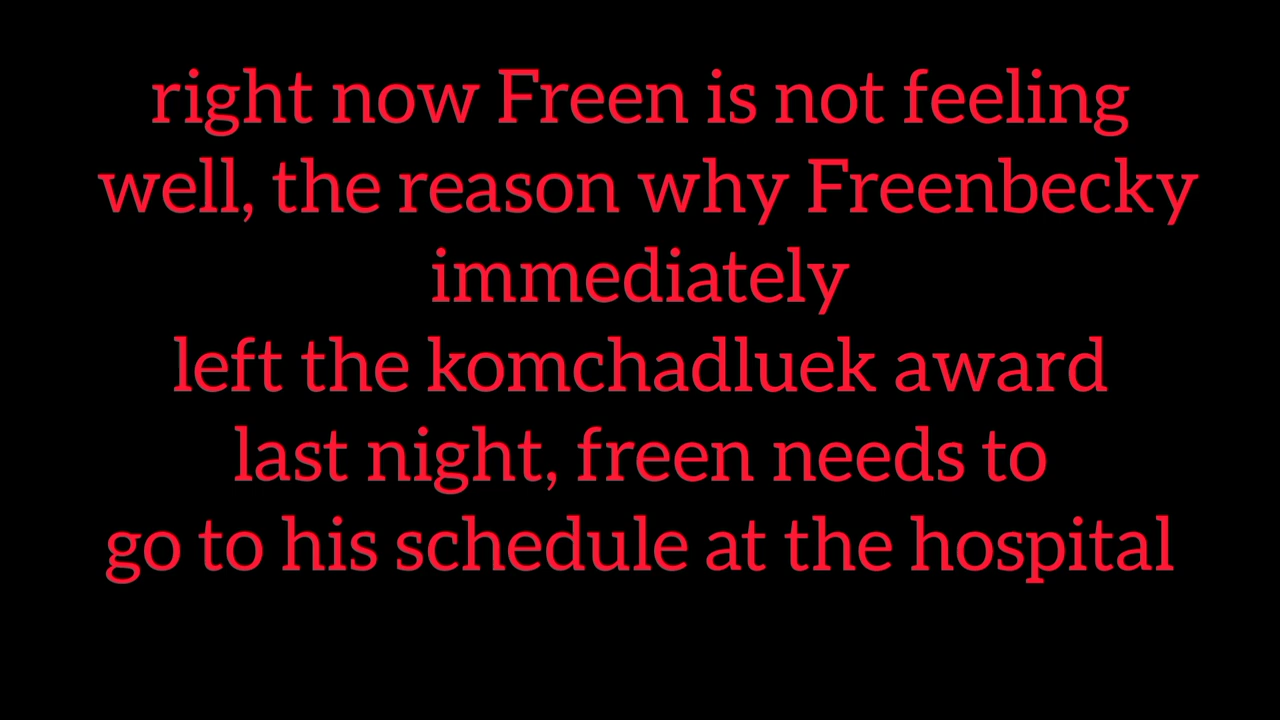 right now Freen is not feeling
well, the reason why Freenbecky
immediately
left the komchadluek award
last night, freen needs to
go to his schedule at the hospital